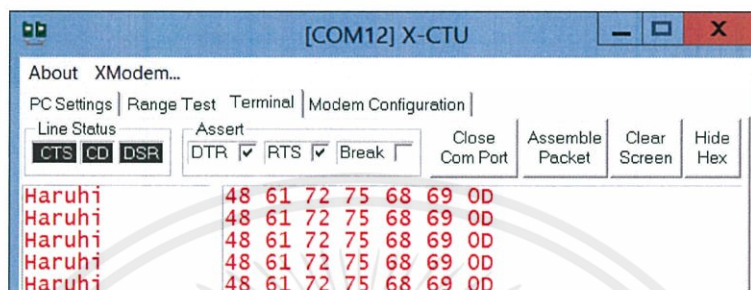 [COM12] X-CTU
About XModem...
PC Settings Range Test Terminal Modem Configuration
Line Status Assert
CTS CD DSR DTR RTS Break Close Com Port Assemble Packet Clear Screen Hide Hex
Haruhi 48 61 72 75 68 69 0D
Haruhi 48 61 72 75 68 69 0D
Haruhi 48 61 72 75 68 69 0D
Haruhi 48 61 72 75 68 69 0D
Haruhi 48 61 72 75 68 69 0D